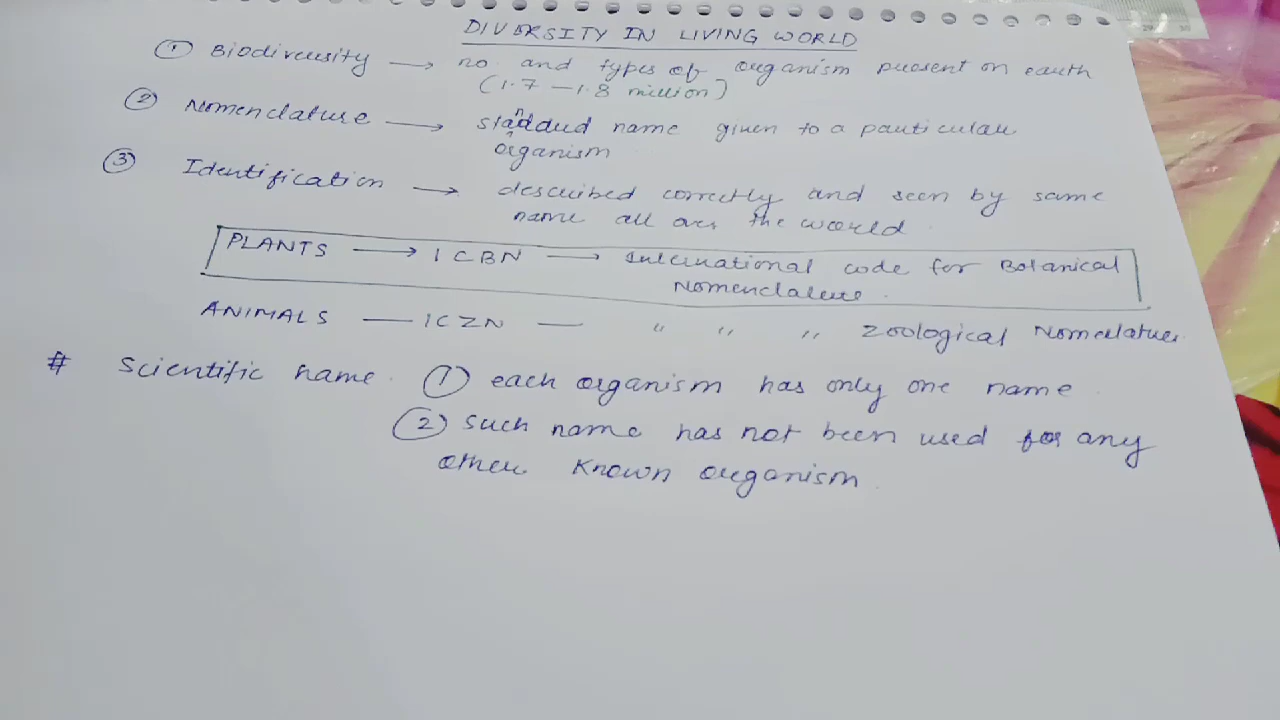 DIVERSITY IN LIVING WORLD
① Biodiversity → no and types of organism present on earth
(1.7 – 1.8 million)
② Nomenclature → standdud name given to a particular
organism
③ Identification → described correctly and seen by same
name all over the world
PLANTS → ICBN → International code for Botanical
Nomenclature.
ANIMALS — ICZN — " " " Zoological Nomenclature
# Scientific name. ① each organism has only one name.
② such name has not been used for any
other known organism.
29 30